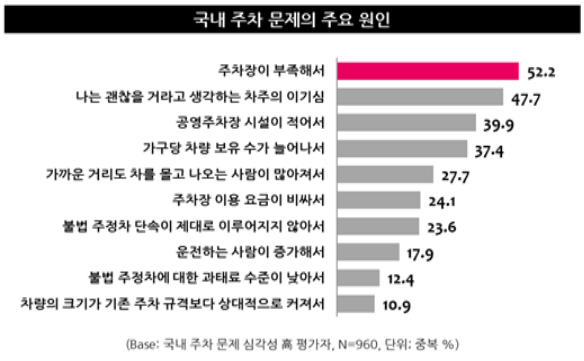 국내 주차 문제의 주요 원인
주차장이 부족해서 52.2
나는 괜찮을 거라고 생각하는 차주의 이기심 47.7
공영주차장 시설이 적어서 39.9
가구당 차량 보유 수가 늘어나서 37.4
가까운 거리도 차를 몰고 나오는 사람이 많아져서 27.7
주차장 이용 요금이 비싸서 24.1
불법 주정차 단속이 제대로 이루어지지 않아서 23.6
운전하는 사람이 증가해서 17.9
불법 주정차에 대한 과태료 수준이 낮아서 12.4
차량의 크기가 기존 주차 규격보다 상대적으로 커져서 10.9
(Base: 국내 주차 문제 심각성 高 평가자, N=960, 단위; 중복 %)